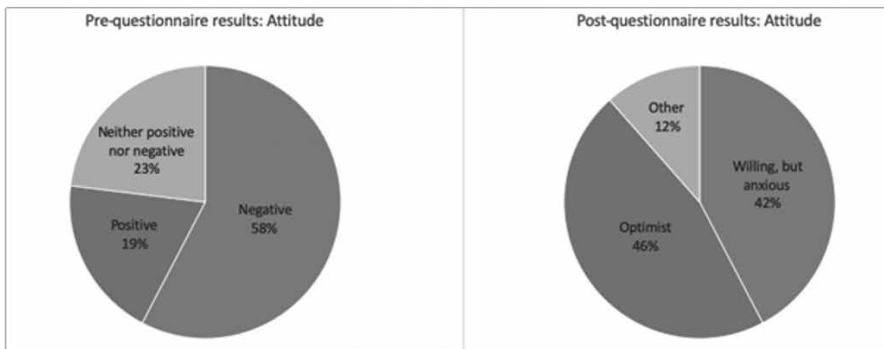 Pre-questionnaire results: Attitude
Neither positive
nor negative
23%
Positive
19%
Negative
58%
Post-questionnaire results: Attitude
Other
12%
Willing, but
anxious
42%
Optimist
46%